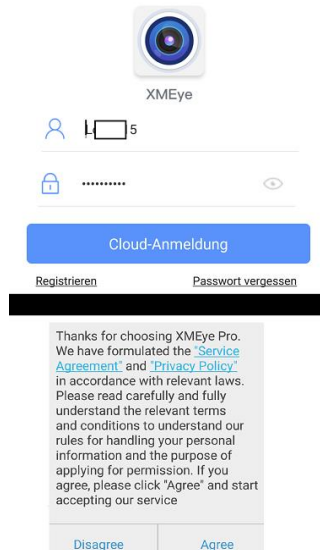 XMEye
5
••••••••••
Cloud-Anmeldung
Registrieren Passwort vergessen
Thanks for choosing XMEye Pro.
We have formulated the "Service
Agreement" and "Privacy Policy"
in accordance with relevant laws.
Please read carefully and fully
understand the relevant terms
and conditions to understand our
rules for handling your personal
information and the purpose of
applying for permission. If you
agree, please click "Agree" and start
accepting our service
Disagree Agree